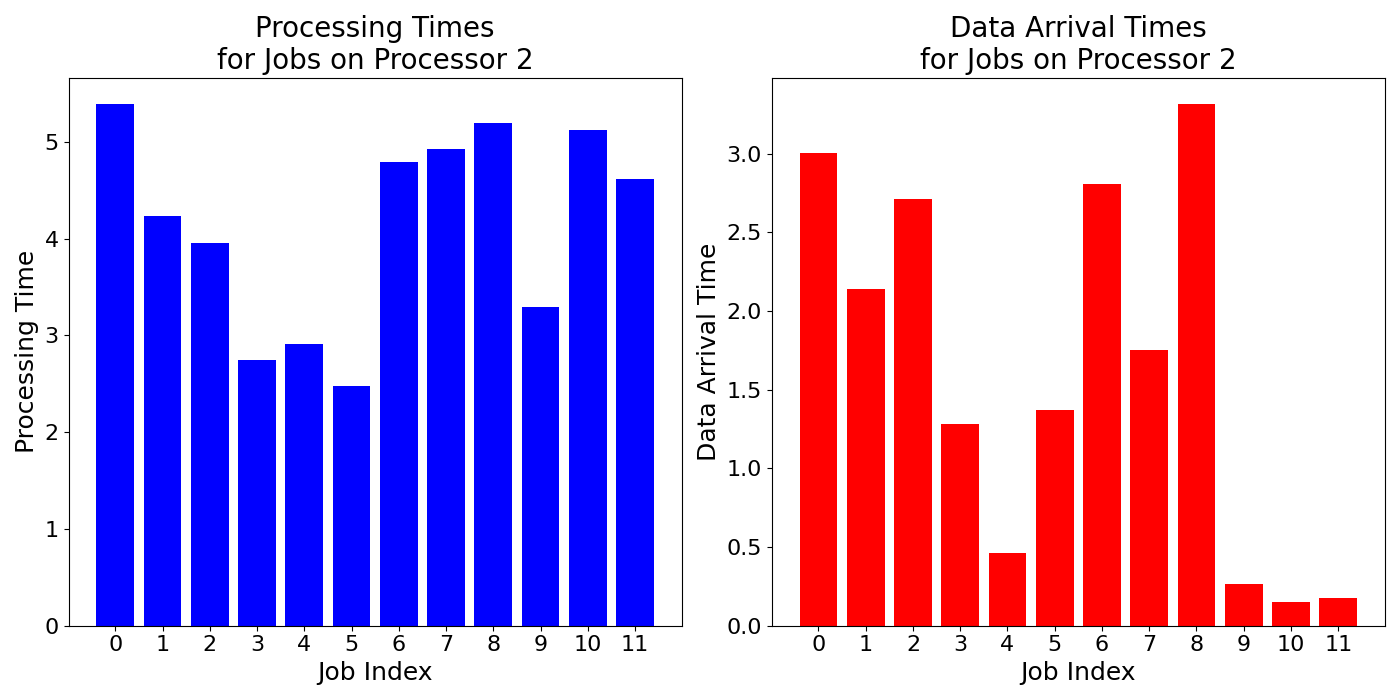 Processing Times
for Jobs on Processor 2
Processing Time
5
4
3
2
1
0
0 1 2 3 4 5 6 7 8 9 10 11
Job Index
Data Arrival Times
for Jobs on Processor 2
Data Arrival Time
3.0
2.5
2.0
1.5
1.0
0.5
0.0
0 1 2 3 4 5 6 7 8 9 10 11
Job Index